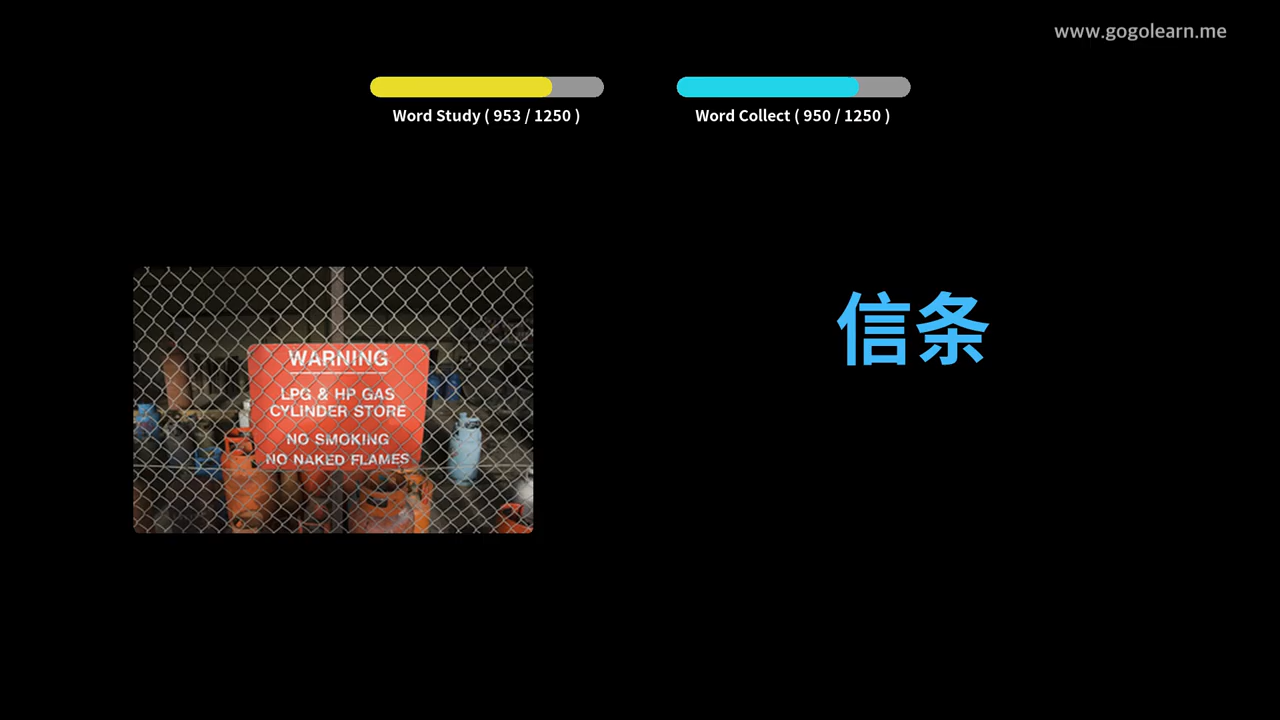 www.gogolearn.me
Word Study ( 953 / 1250 )
Word Collect ( 950 / 1250 )
WARNING
LPG & HP GAS
CYLINDER STORE
NO SMOKING
NO NAKED FLAMES
信条